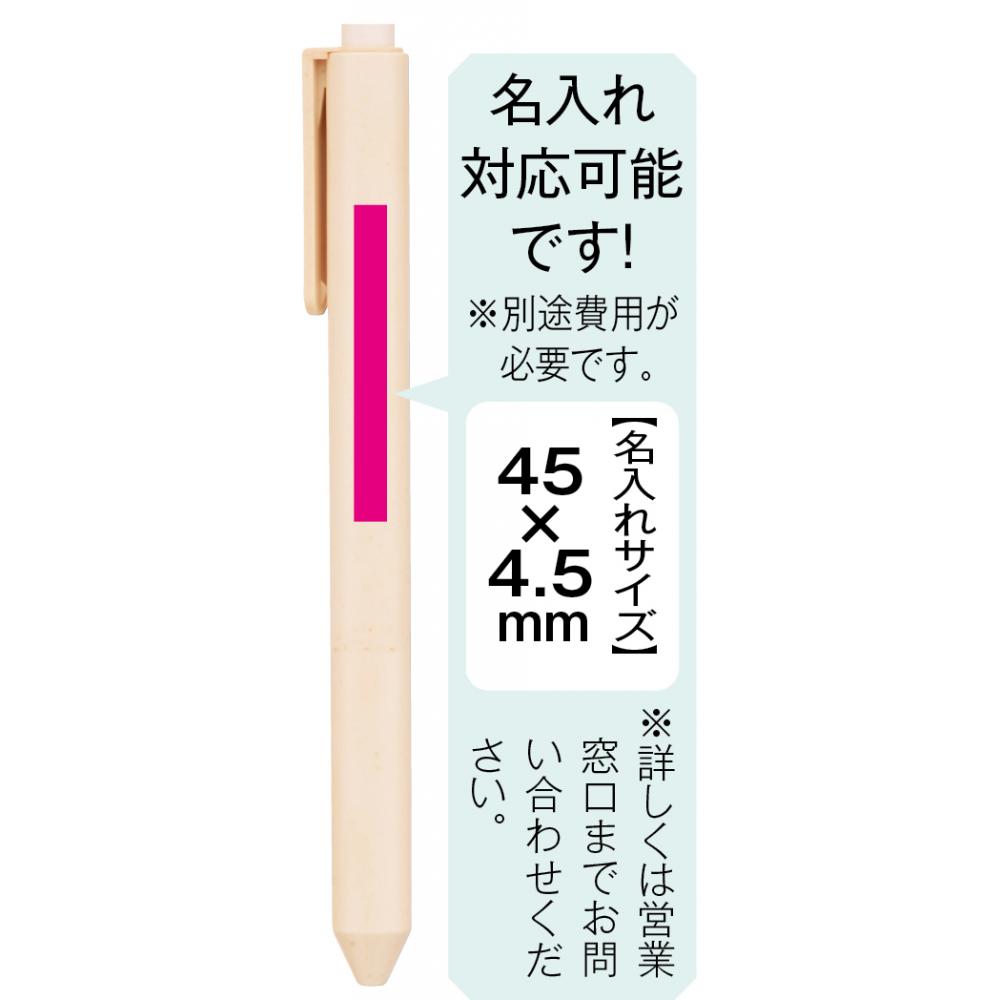 名入れ
対応可能
です!
※別途費用が
必要です。
【名入れサイズ】
45
×
4.5
mm
※詳しくは営業
窓口までお問
い合わせくだ
さい。